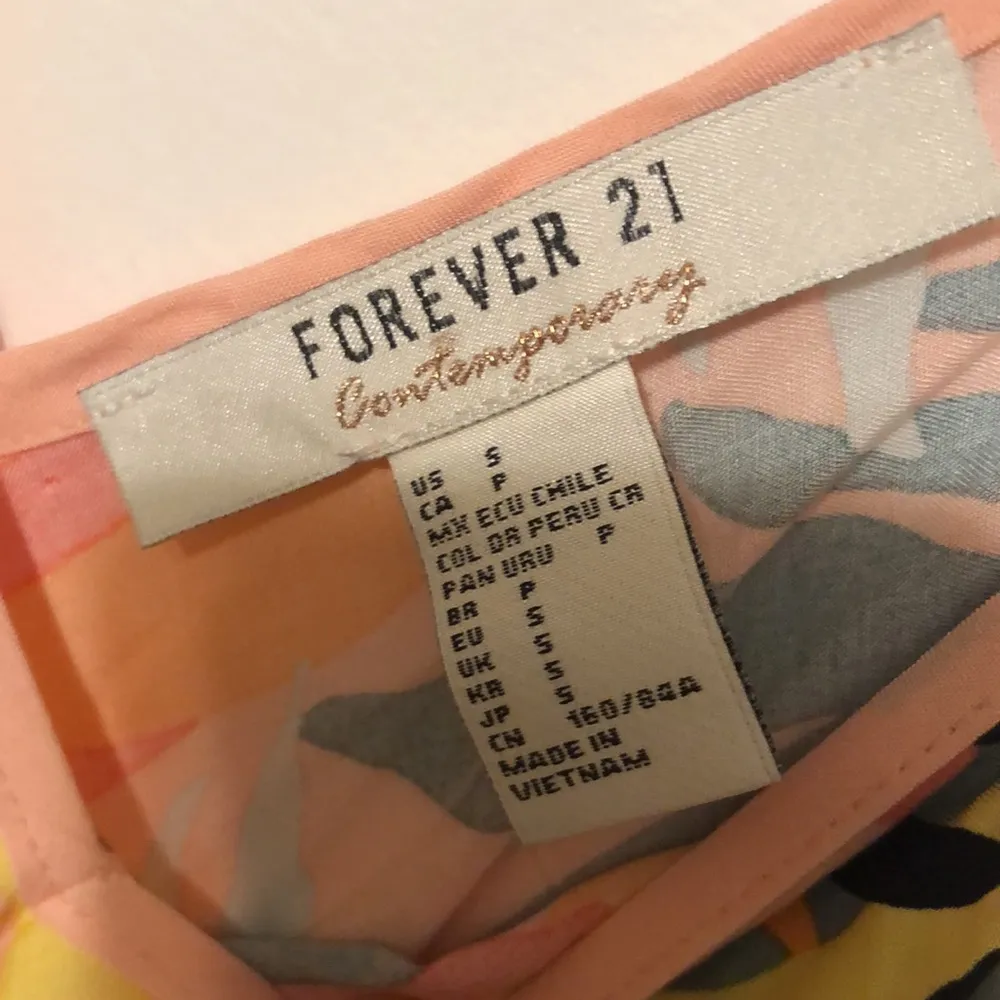 FOREVER 21
Contemporary
US S
CA P
MX ECU CHILE
COL DR PERU CR
PAN URU P
BR P
EU S
UK S
KR S
JP S
CN 160/84A
MADE IN
VIETNAM